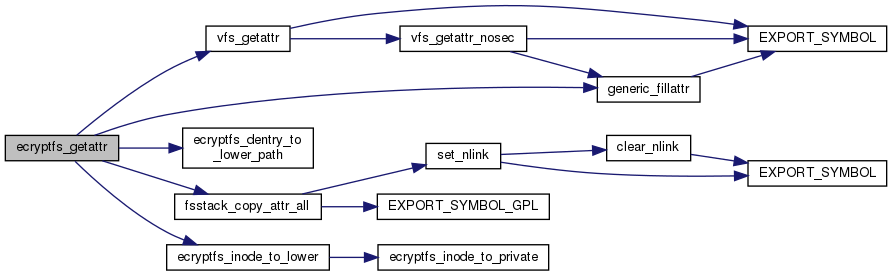 vfs_getattr
vfs_getattr_nosec
EXPORT_SYMBOL
generic_fillattr
ecryptfs_getattr
ecryptfs_dentry_to
_lower_path
set_nlink
clear_nlink
EXPORT_SYMBOL
fsstack_copy_attr_all
EXPORT_SYMBOL_GPL
ecryptfs_inode_to_lower
ecryptfs_inode_to_private